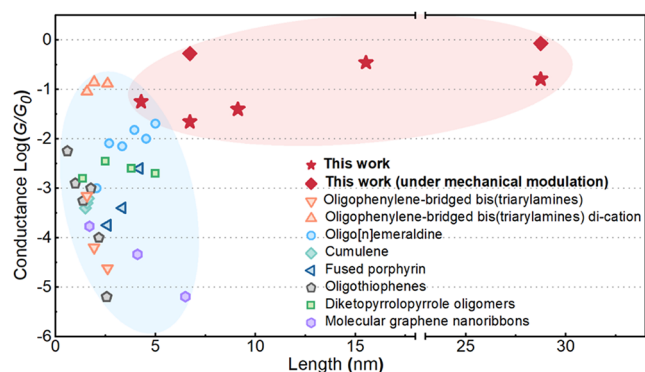 Conductance Log(G/G0)
0
-1
-2
-3
-4
-5
-6
This work
This work (under mechanical modulation)
Oligophenylene-bridged bis(triarylamines)
Oligophenylene-bridged bis(triarylamines) di-cation
Oligo[n]emeraldine
Cumulene
Fused porphyrin
Oligothiophenes
Diketopyrrolopyrrole oligomers
Molecular graphene nanoribbons
0 5 10 15 25 30
Length (nm)